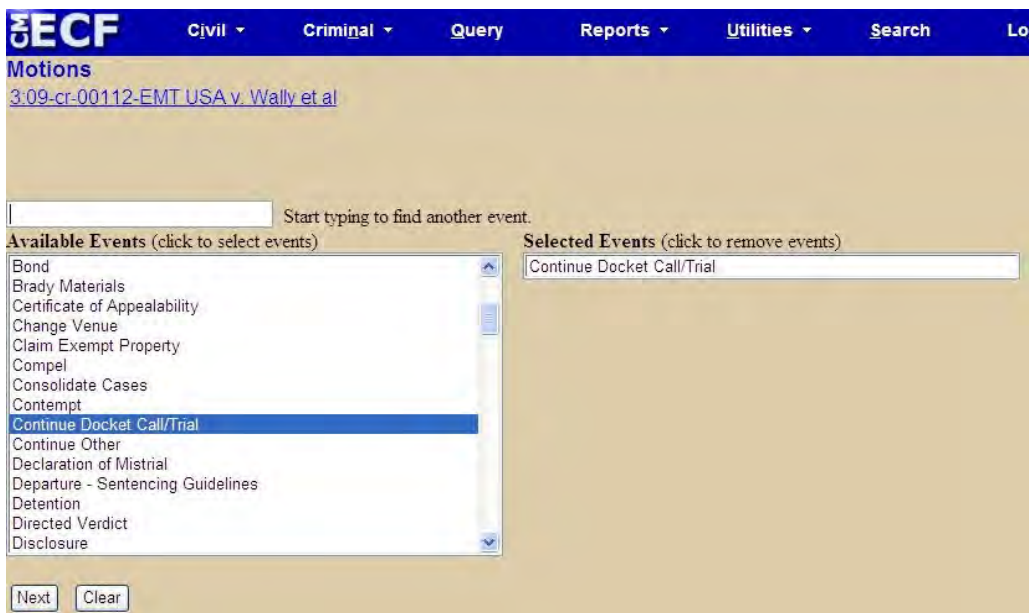 CM ECF Civil Criminal Query Reports Utilities Search Lo
Motions
3:09-cr-00112-EMT USA v. Wally et al
Start typing to find another event.
Available Events (click to select events) Selected Events (click to remove events)
Bond Continue Docket Call/Trial
Brady Materials
Certificate of Appealability
Change Venue
Claim Exempt Property
Compel
Consolidate Cases
Contempt
Continue Docket Call/Trial
Continue Other
Declaration of Mistrial
Departure - Sentencing Guidelines
Detention
Directed Verdict
Disclosure
Next Clear